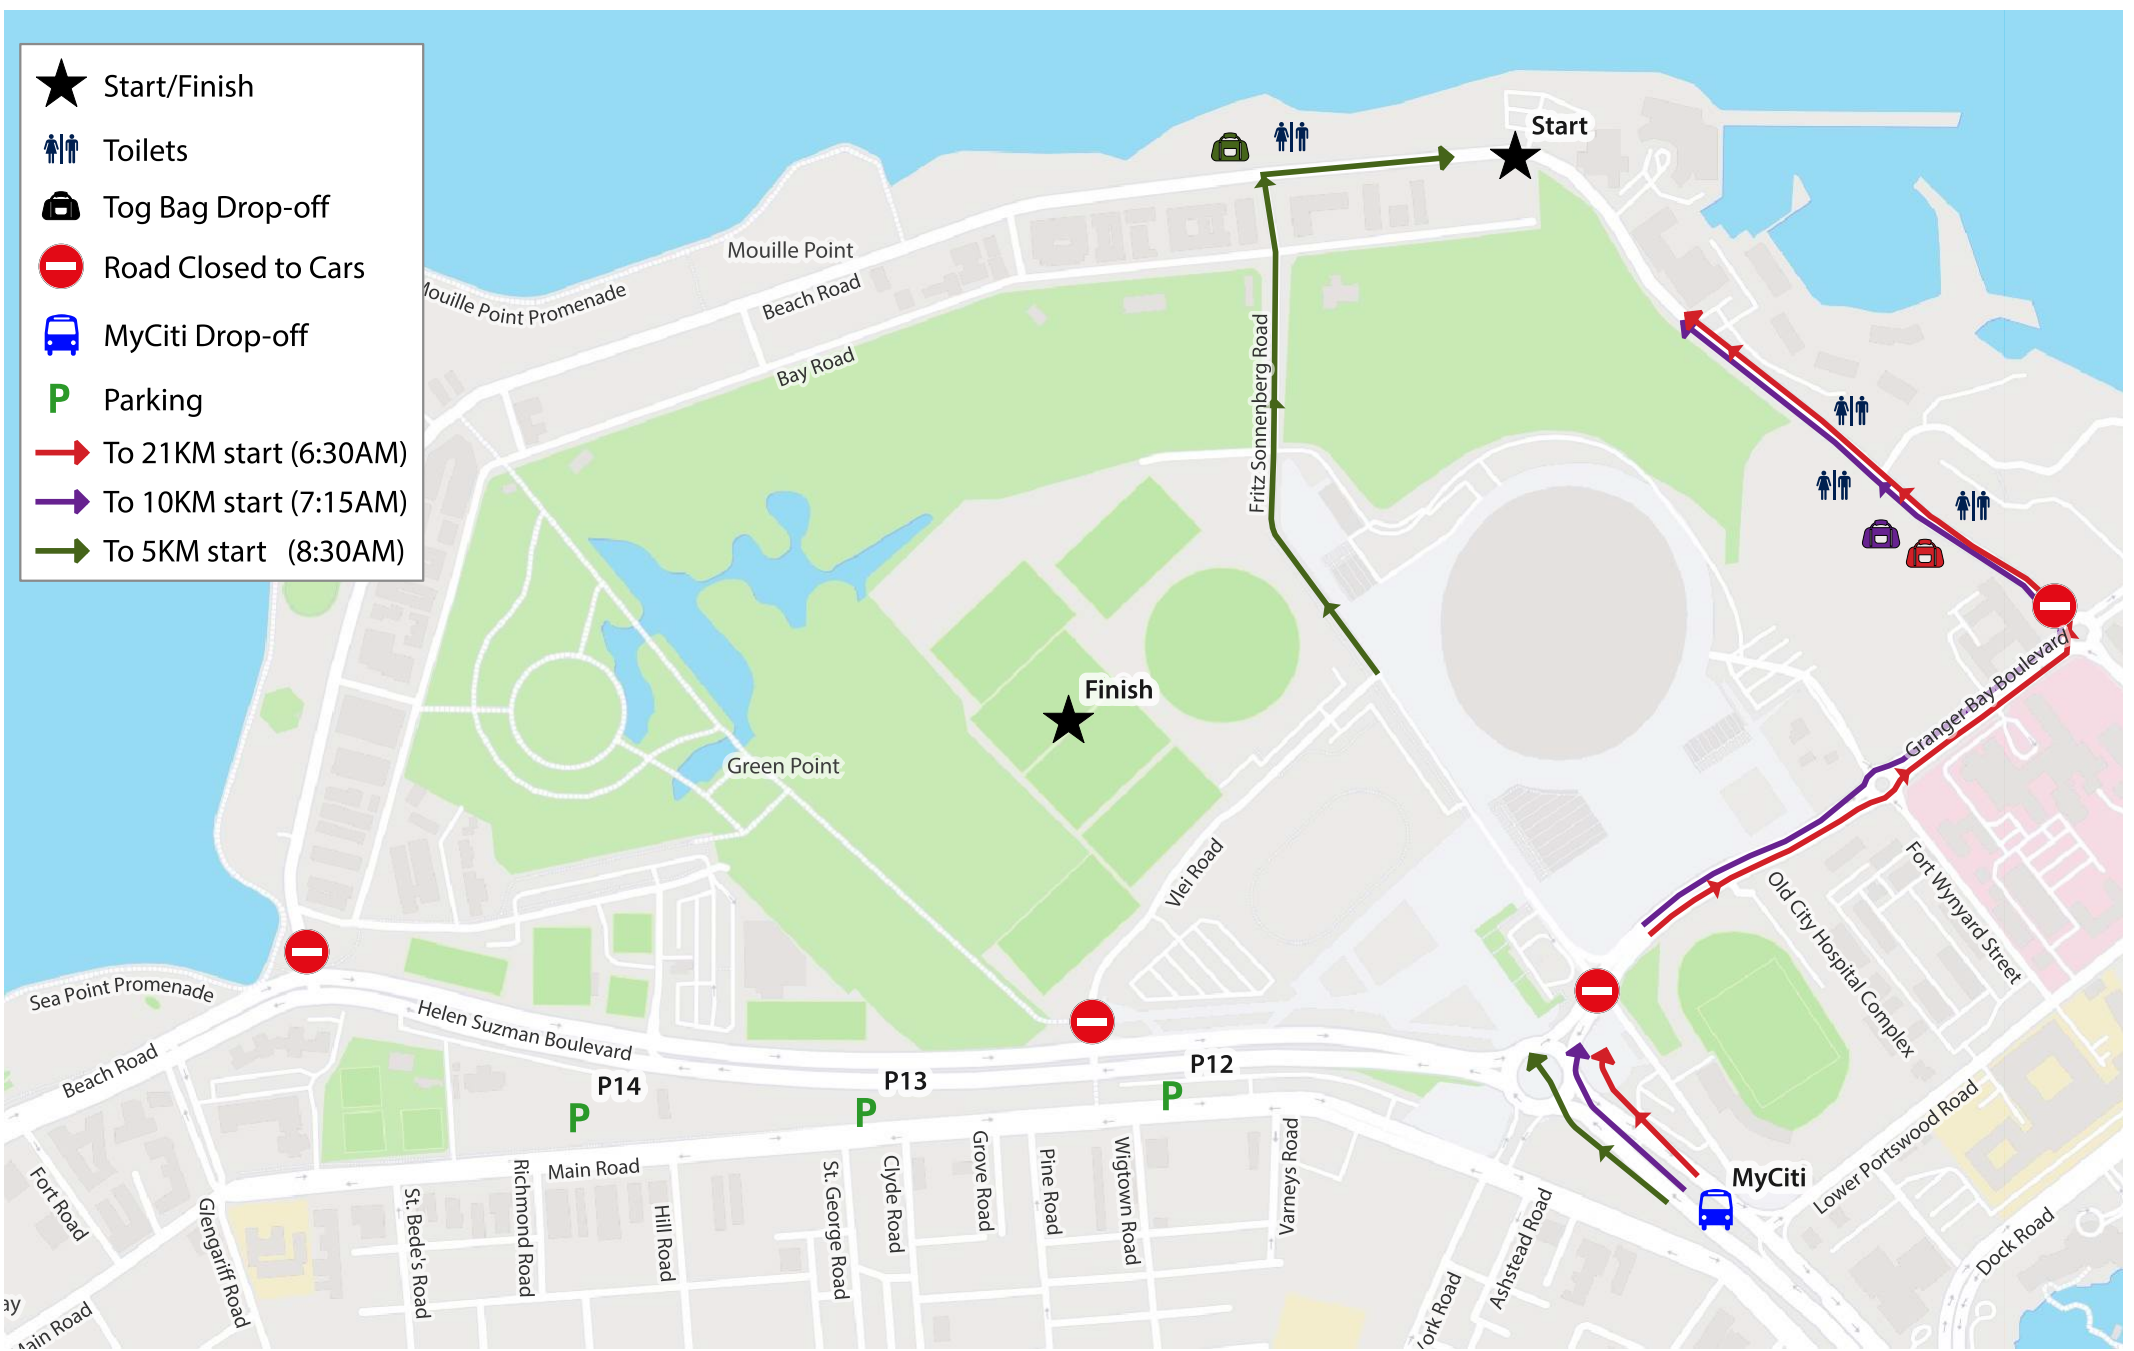 Start/Finish
Toilets
Tog Bag Drop-off
Road Closed to Cars
MyCiti Drop-off
P Parking
To 21KM start (6:30AM)
To 10KM start (7:15AM)
To 5KM start (8:30AM)
Start
Mouille Point
Mouille Point Promenade
Beach Road
Bay Road
Fritz Sonnenberg Road
Finish
Green Point
Granger Bay Boulevard
Vlei Road
Fort Wynyard Street
Old City Hospital Complex
Sea Point Promenade
Helen Suzman Boulevard
Beach Road
P14
P
P13
P
P12
P
MyCiti
Lower Portswood Road
Dock Road
Main Road
Fort Road
Glengariff Road
St. Bede's Road
Richmond Road
Hill Road
St. George Road
Clyde Road
Grove Road
Pine Road
Wigtown Road
Varneys Road
Ashstead Road
York Road
Main Road